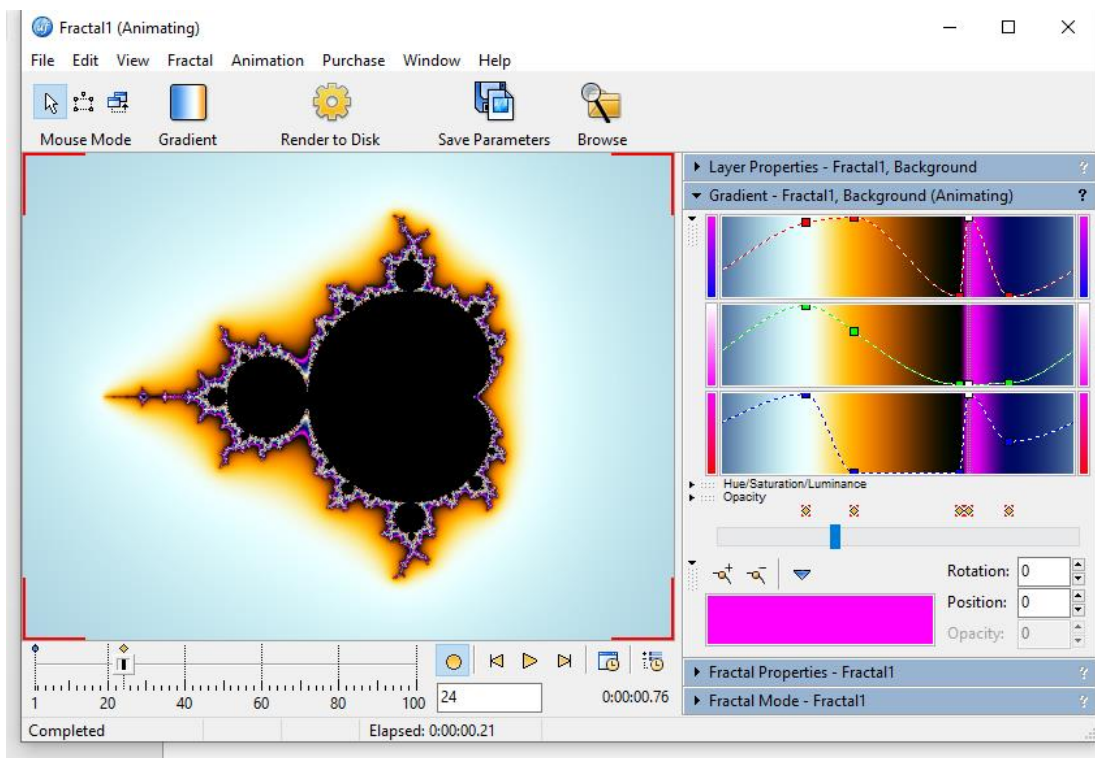 Fractal1 (Animating)
File Edit View Fractal Animation Purchase Window Help
Mouse Mode Gradient Render to Disk Save Parameters Browse
Layer Properties - Fractal1, Background ?
Gradient - Fractal1, Background (Animating) ?
Hue/Saturation/Luminance
Opacity
Rotation: 0
Position: 0
Opacity: 0
Fractal Properties - Fractal1 ?
Fractal Mode - Fractal1 ?
1 20 40 60 80 100 24 0:00:00.76
Completed Elapsed: 0:00:00.21